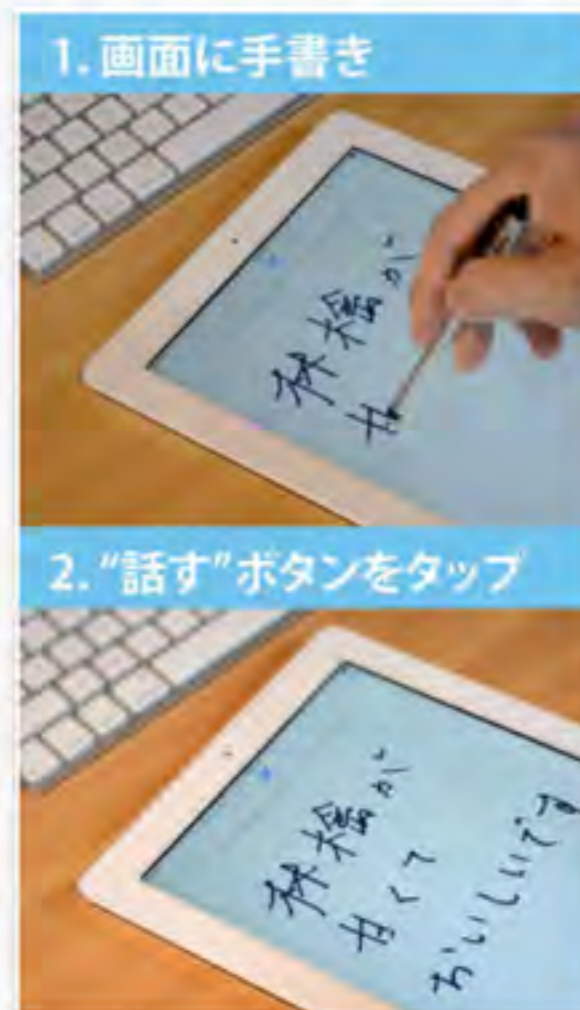 1. 画面に手書き
林檎が
甘
2. “話す”ボタンをタップ
林檎が
甘くて
おいしいです